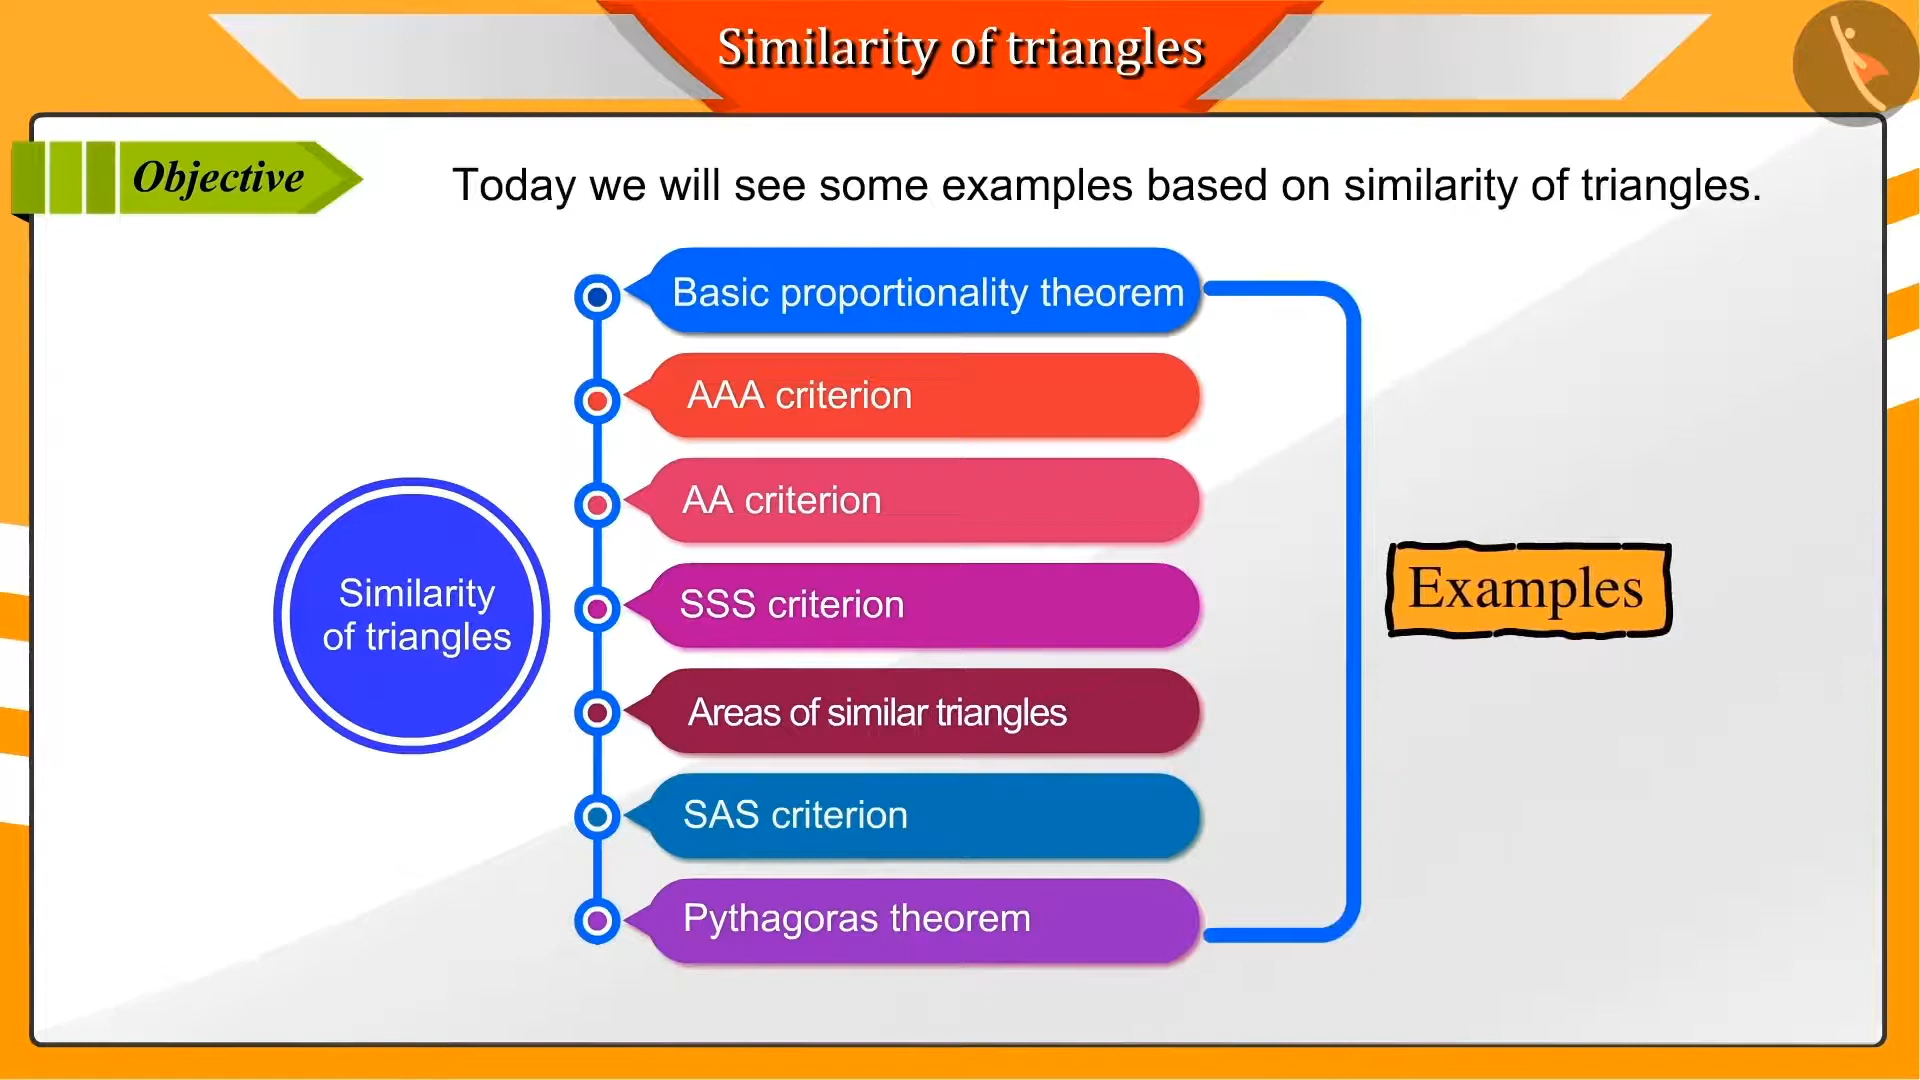 Similarity of triangles
Objective
Today we will see some examples based on similarity of triangles.
Basic proportionality theorem
AAA criterion
AA criterion
SSS criterion
Similarity
of triangles
Examples
Areas of similar triangles
SAS criterion
Pythagoras theorem